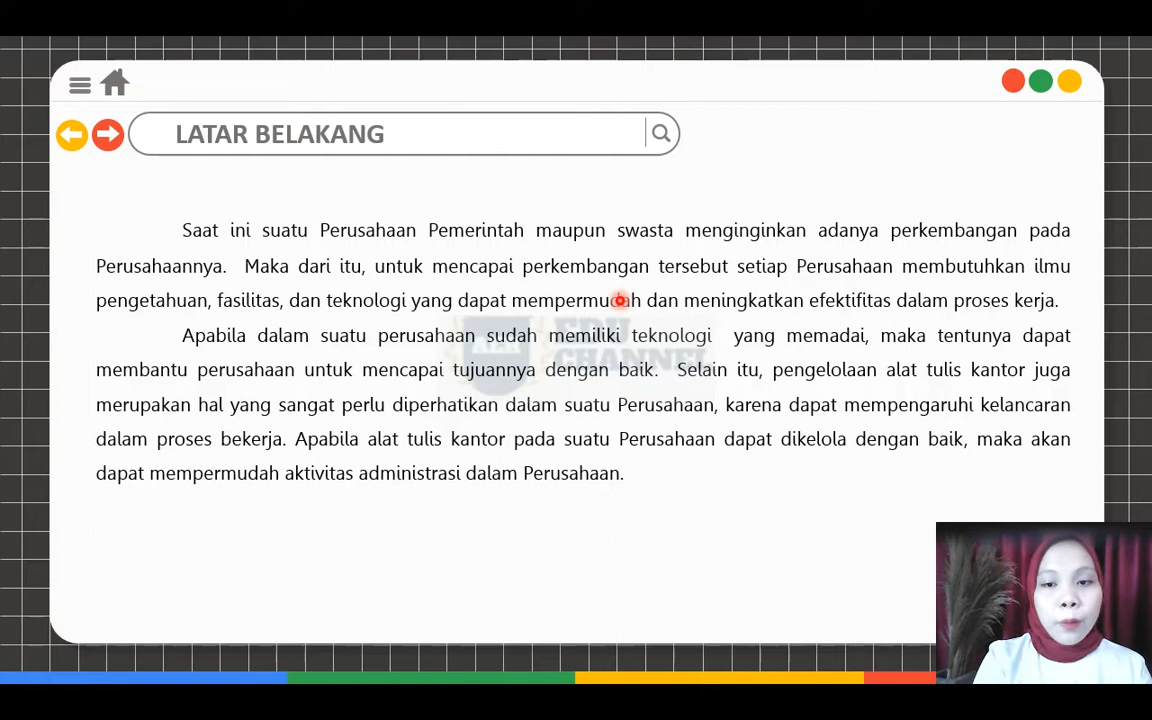 LATAR BELAKANG
Saat ini suatu Perusahaan Pemerintah maupun swasta menginginkan adanya perkembangan pada
Perusahaannya. Maka dari itu, untuk mencapai perkembangan tersebut setiap Perusahaan membutuhkan ilmu
pengetahuan, fasilitas, dan teknologi yang dapat mempermudah dan meningkatkan efektifitas dalam proses kerja.
Apabila dalam suatu perusahaan sudah memiliki teknologi yang memadai, maka tentunya dapat
membantu perusahaan untuk mencapai tujuannya dengan baik. Selain itu, pengelolaan alat tulis kantor juga
merupakan hal yang sangat perlu diperhatikan dalam suatu Perusahaan, karena dapat mempengaruhi kelancaran
dalam proses bekerja. Apabila alat tulis kantor pada suatu Perusahaan dapat dikelola dengan baik, maka akan
dapat mempermudah aktivitas administrasi dalam Perusahaan.
EDU
CHANNEL